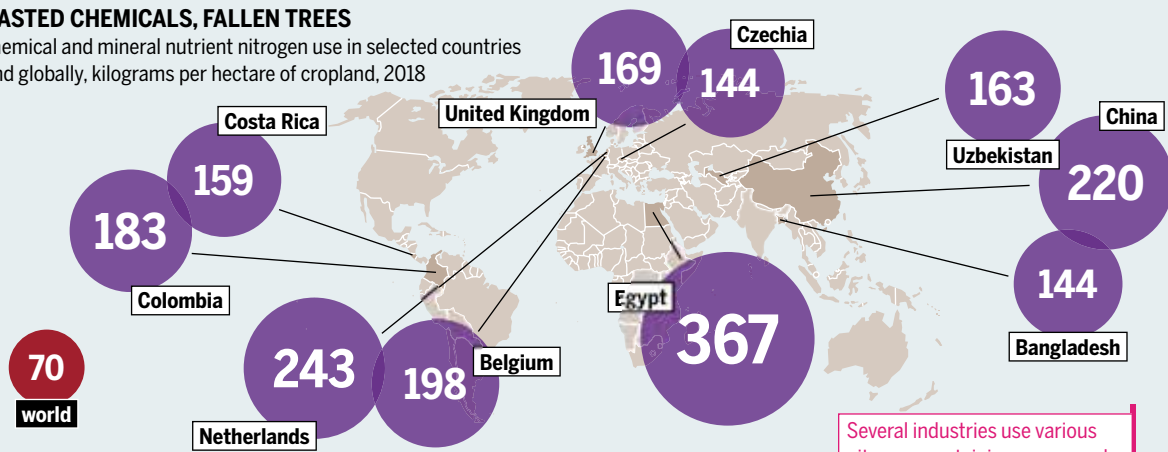 ASTED CHEMICALS, FALLEN TREES
hemical and mineral nutrient nitrogen use in selected countries
nd globally, kilograms per hectare of cropland, 2018
Czechia
169
144
163
United Kingdom
China
Costa Rica
Uzbekistan
159
220
183
Colombia
144
Egypt
367
Bangladesh
70
world
243
198
Belgium
Netherlands
Several industries use various